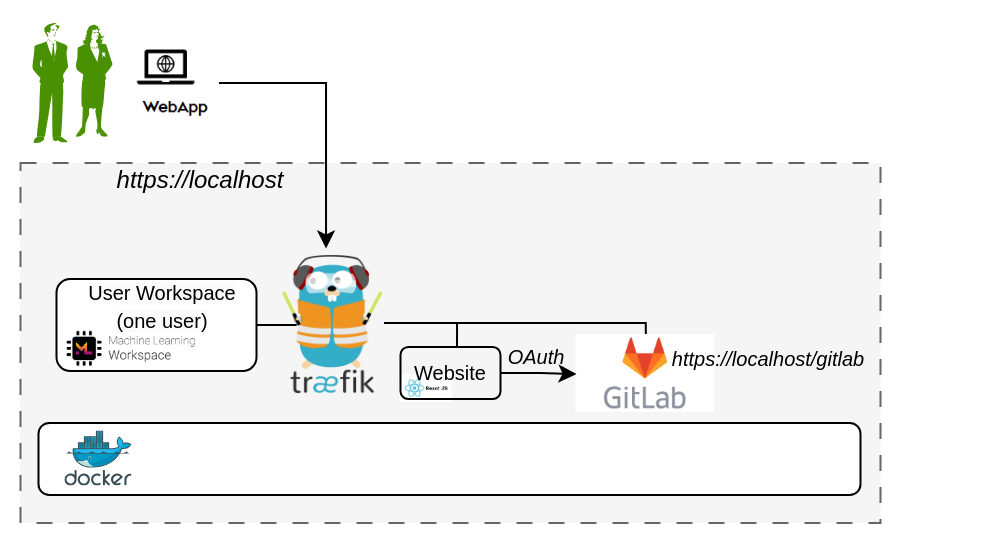 WebApp
https://localhost
User Workspace
(one user)
Machine Learning
Workspace
træfik
Website
React JS
OAuth
https://localhost/gitlab
GitLab
docker